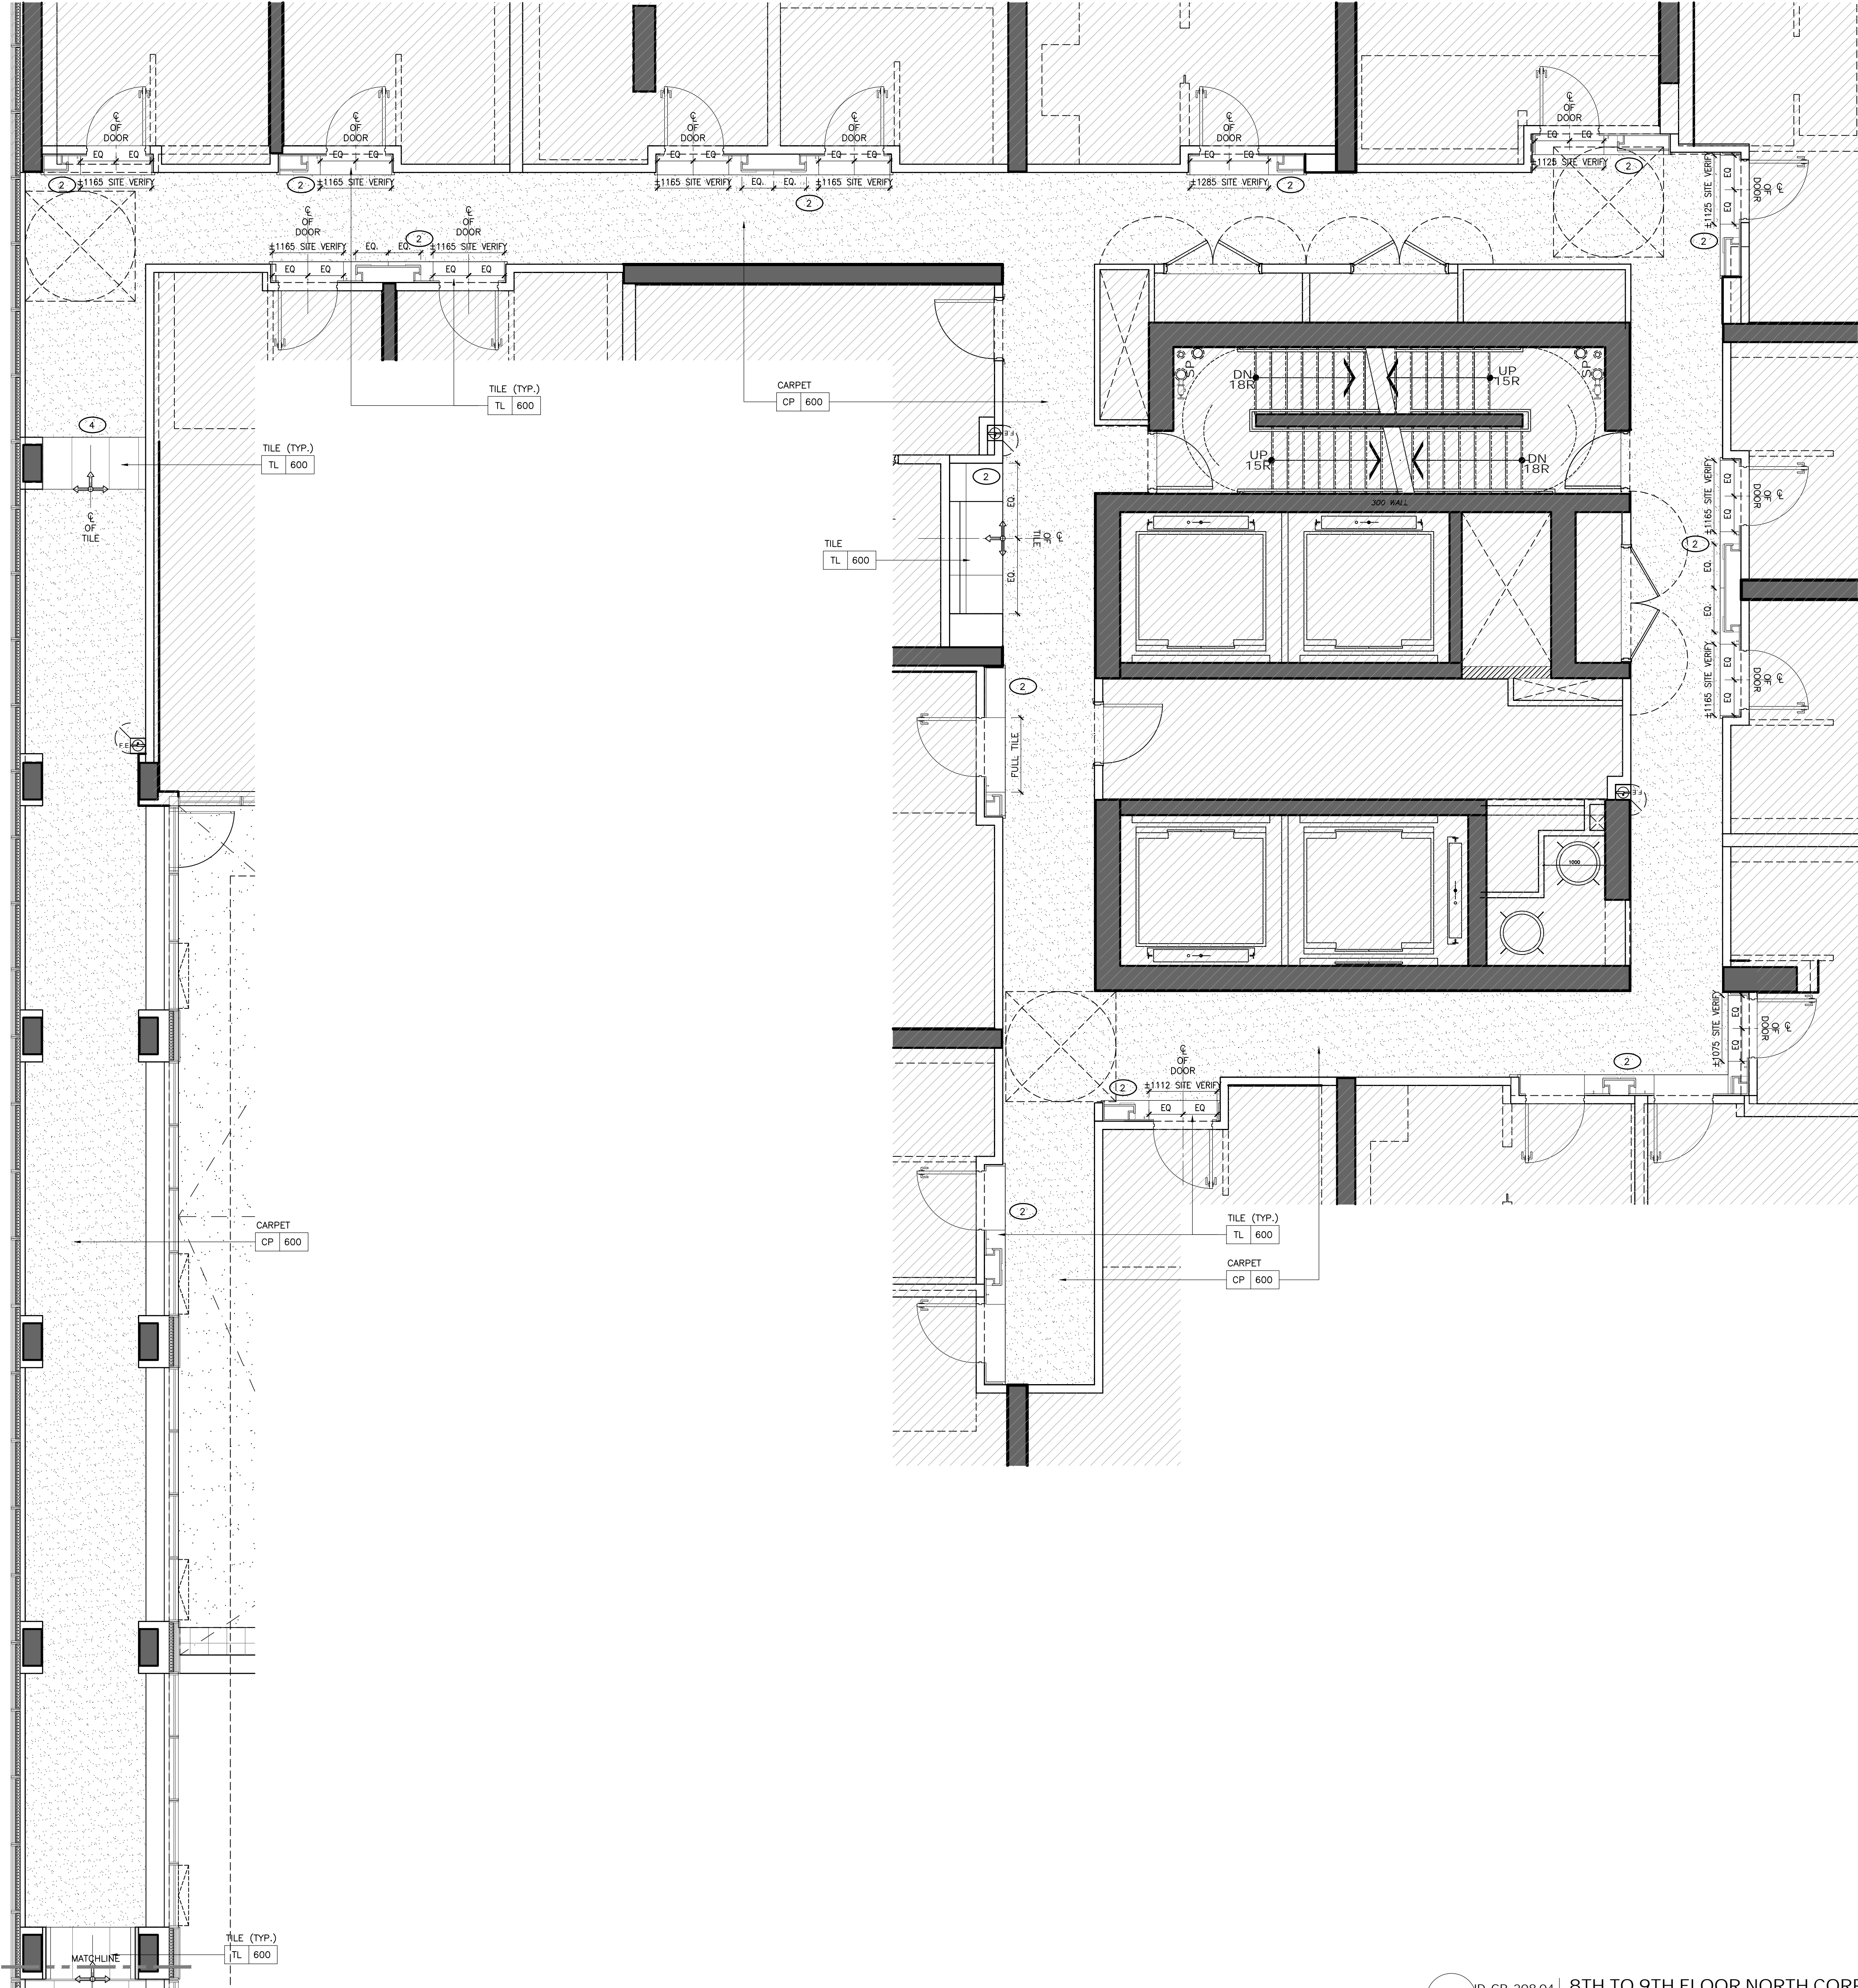 ℄
OF
DOOR
℄
OF
DOOR
℄
OF
DOOR
℄
OF
DOOR
℄
OF
DOOR
℄
OF
DOOR
EQ EQ
EQ EQ
EQ EQ
EQ EQ
EQ EQ
EQ EQ
2 ±1165 SITE VERIFY
2 ±1165 SITE VERIFY
±1165 SITE VERIFY EQ. EQ. ±1165 SITE VERIFY
2
±1285 SITE VERIFY 2
±1125 SITE VERIFY 2
±1125 SITE VERIFY
EQ EQ
℄
OF
DOOR
2
℄
OF
DOOR
℄
OF
DOOR
±1165 SITE VERIFY EQ. EQ. 2 ±1165 SITE VERIFY
EQ EQ
EQ EQ
TILE (TYP.)
TL 600
CARPET
CP 600
4
TILE (TYP.)
TL 600
℄
OF
TILE
SP
DN
18R
UP
15R
SP
UP
15R
DN
18R
300 WALL
F.E.
2
EQ.
EQ.
℄
OF
TILE
TILE
TL 600
±1165 SITE VERIFY
EQ EQ
℄
OF
DOOR
2
EQ.
EQ.
±1165 SITE VERIFY
EQ EQ
℄
OF
DOOR
2
FULL TILE
F.E.
F.E.
1000
±1075 SITE VERIFY
EQ EQ
℄
OF
DOOR
2
℄
OF
DOOR
2 ±1112 SITE VERIFY
EQ EQ
2
TILE (TYP.)
TL 600
CARPET
CP 600
CARPET
CP 600
TILE (TYP.)
TL 600
MATCHLINE
8TH TO 9TH FLOOR NORTH